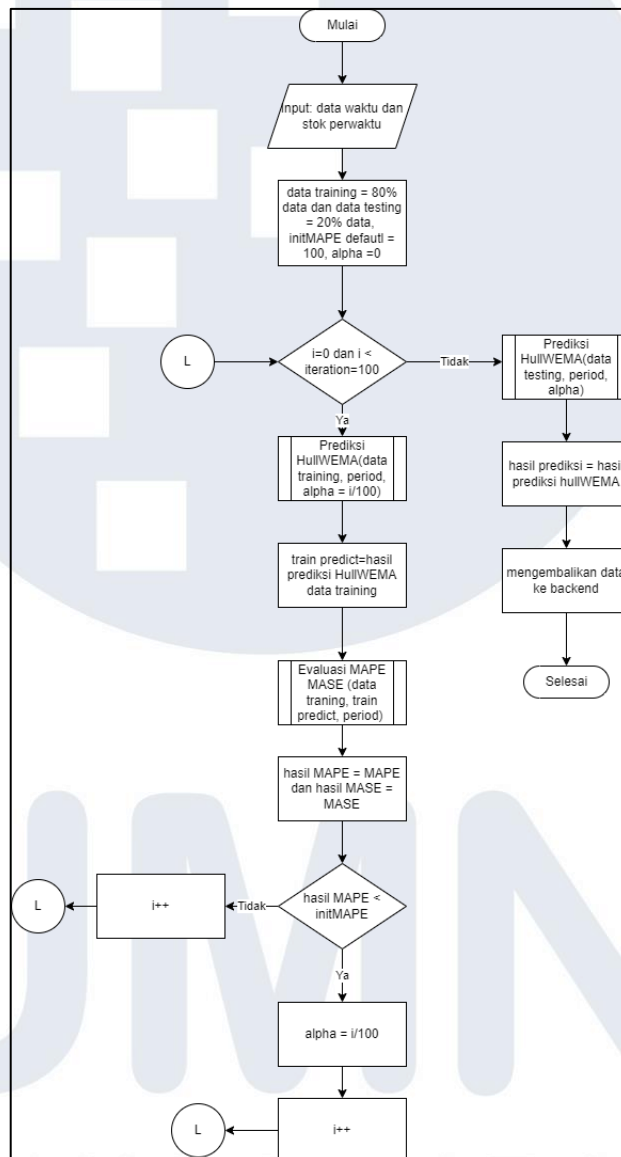 Mulai
Input: data waktu dan
stok perwaktu
data training = 80%
data dan data testing
= 20% data,
initMAPE defautl =
100, alpha =0
L
i=0 dan i <
iteration=100
Tidak
Prediksi
HullWEMA(data
testing, period,
alpha)
Ya
Prediksi
HullWEMA(data
training, period,
alpha = i/100)
hasil prediksi = hasil
prediksi hullWEMA
train predict=hasil
prediksi HullWEMA
data training
mengembalikan data
ke backend
Evaluasi MAPE
MASE (data
traning, train
predict, period)
Selesai
hasil MAPE = MAPE
dan hasil MASE =
MASE
L
i++
Tidak
hasil MAPE <
initMAPE
Ya
alpha = i/100
L
i++
UMN